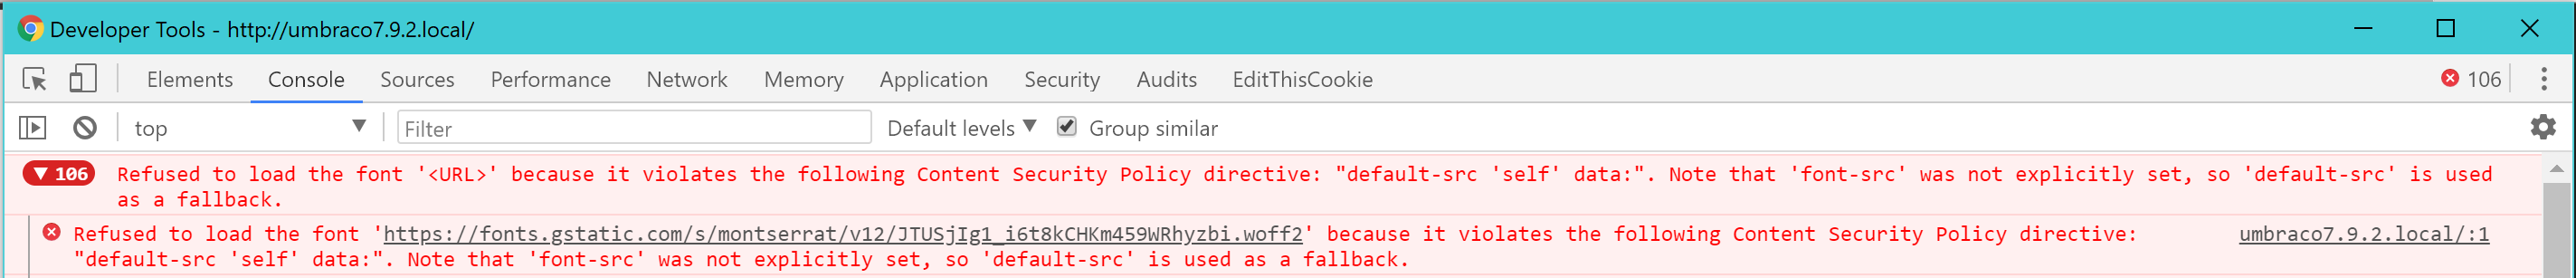 Developer Tools - http://umbraco7.9.2.local/
Elements Console Sources Performance Network Memory Application Security Audits EditThisCookie 106
top Filter Default levels Group similar
106 Refused to load the font '<URL>' because it violates the following Content Security Policy directive: "default-src 'self' data:". Note that 'font-src' was not explicitly set, so 'default-src' is used
as a fallback.
Refused to load the font 'https://fonts.gstatic.com/s/montserrat/v12/JTUSjIg1_i6t8kCHKm459WRhyzbi.woff2' because it violates the following Content Security Policy directive: umbraco7.9.2.local/:1
"default-src 'self' data:". Note that 'font-src' was not explicitly set, so 'default-src' is used as a fallback.